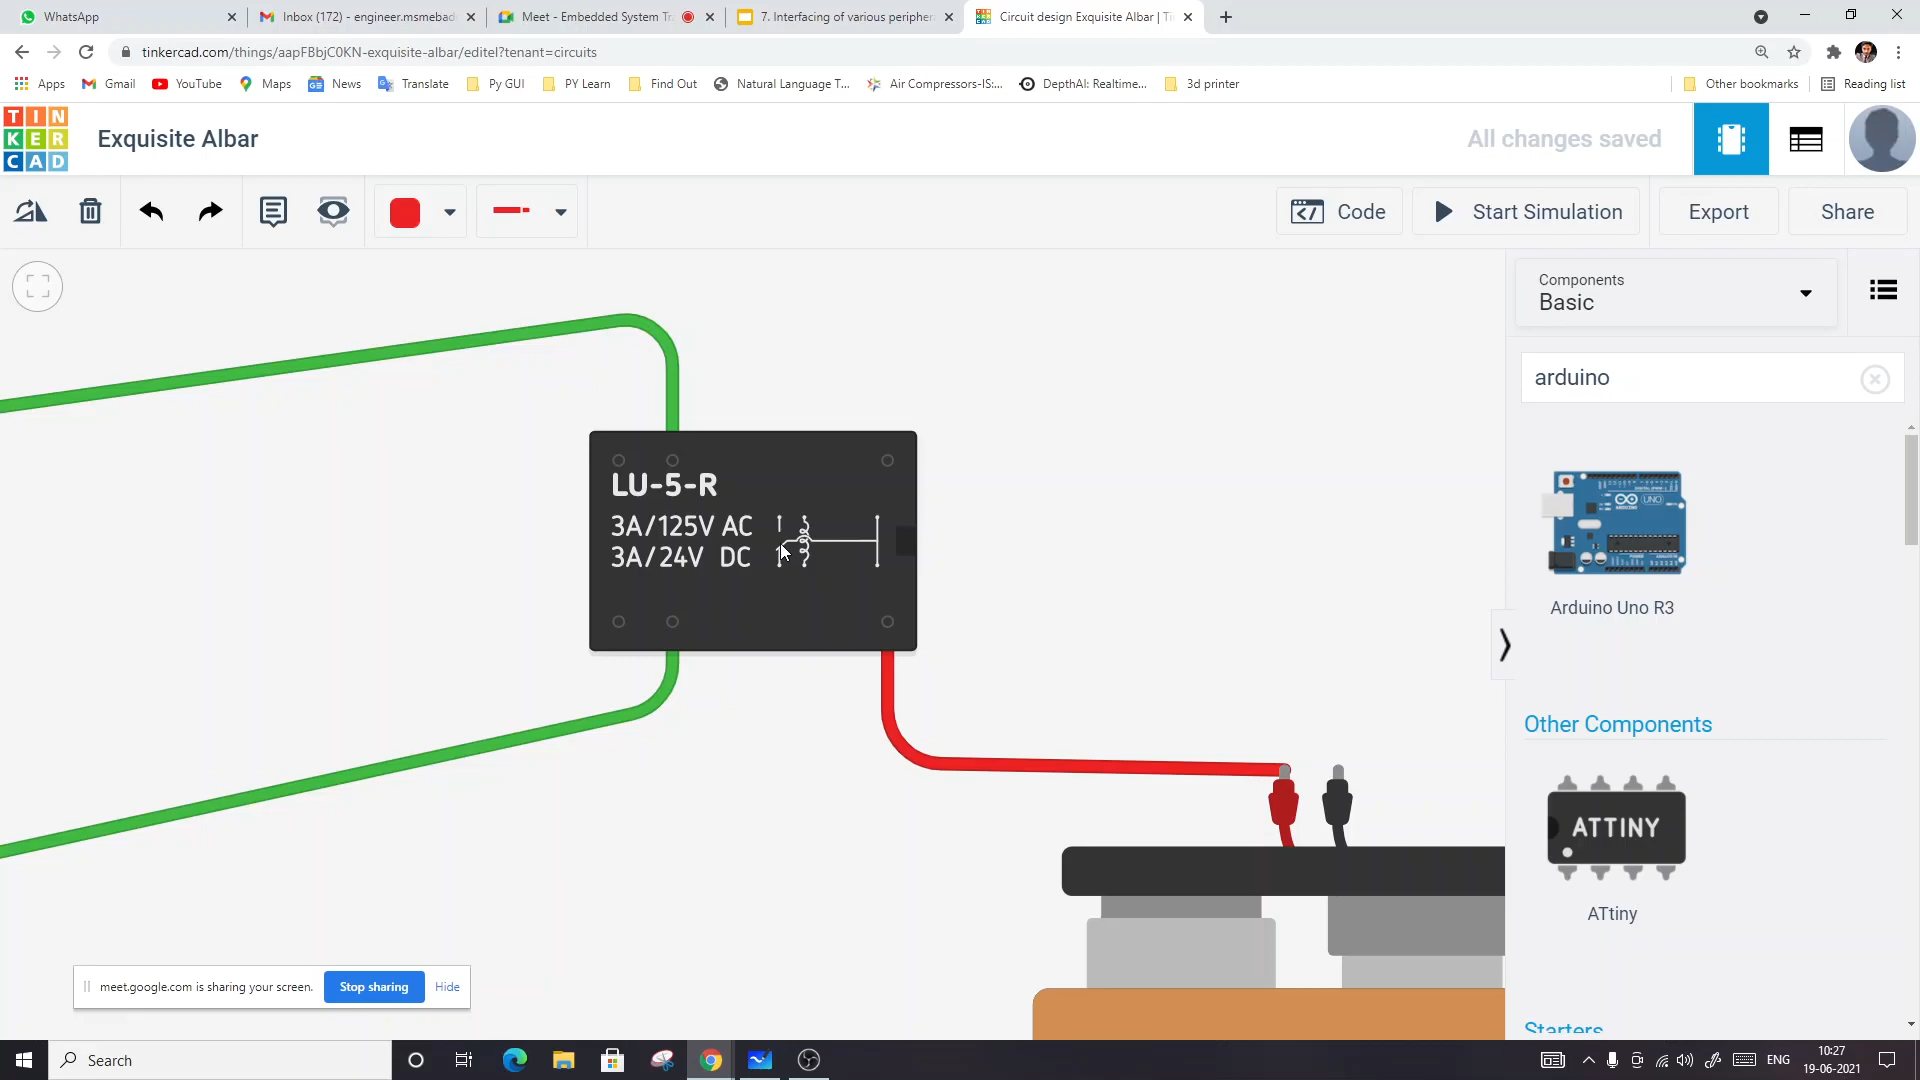 WhatsApp
Inbox (172) - engineer.msmebad
Meet - Embedded System Tr
7. Interfacing of various peripher
Circuit design Exquisite Albar | Ti
tinkercad.com/things/aapFBbjC0KN-exquisite-albar/editel?tenant=circuits
Apps
Gmail
YouTube
Maps
News
Translate
Py GUI
PY Learn
Find Out
Natural Language T...
Air Compressors-IS:...
DepthAI: Realtime...
3d printer
Other bookmarks
Reading list
TIN
KER
CAD
Exquisite Albar
All changes saved
Code
Start Simulation
Export
Share
Components
Basic
arduino
LU-5-R
3A/125V AC
3A/24V DC
UNO
Arduino Uno R3
Other Components
ATTINY
ATtiny
Starters
meet.google.com is sharing your screen.
Stop sharing
Hide
Search
ENG
10:27
19-06-2021